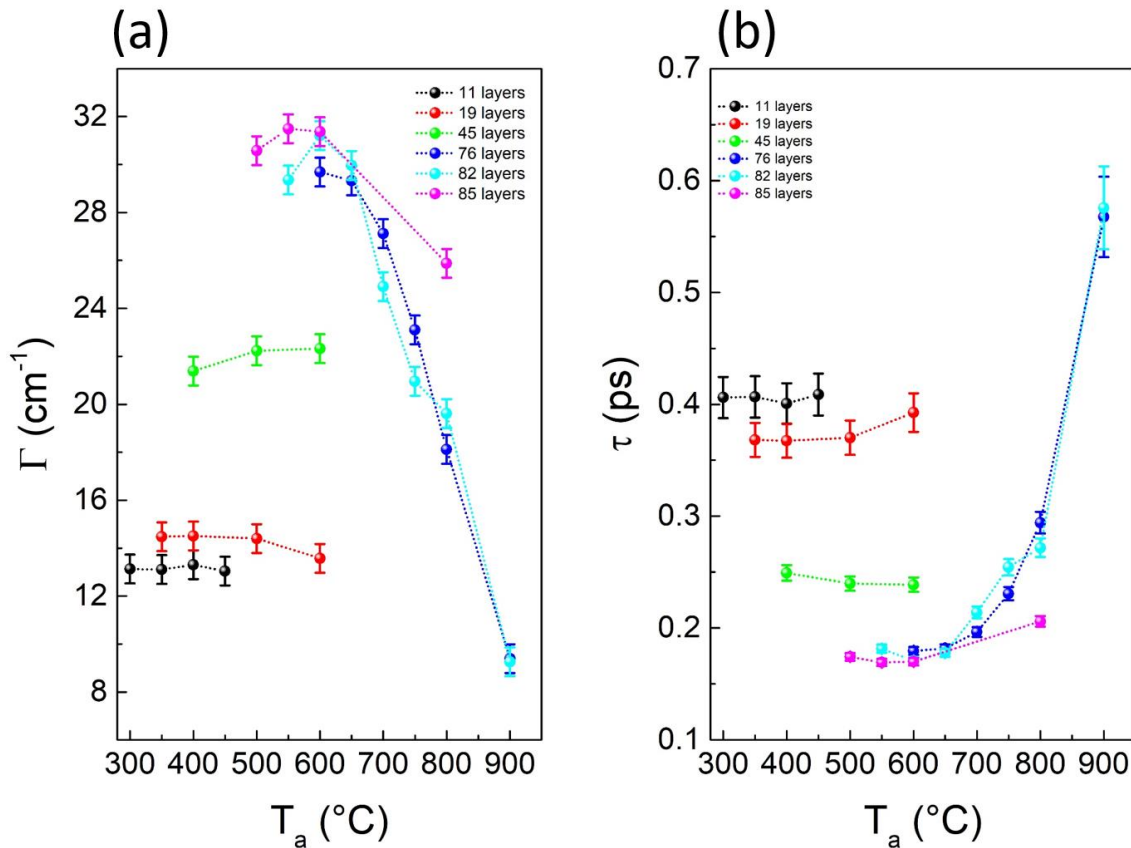 (a)
Γ (cm-1)
32
28
24
20
16
12
8
11 layers
19 layers
45 layers
76 layers
82 layers
85 layers
300 400 500 600 700 800 900
Ta (°C)
(b)
τ (ps)
0.7
0.6
0.5
0.4
0.3
0.2
0.1
11 layers
19 layers
45 layers
76 layers
82 layers
85 layers
300 400 500 600 700 800 900
Ta (°C)